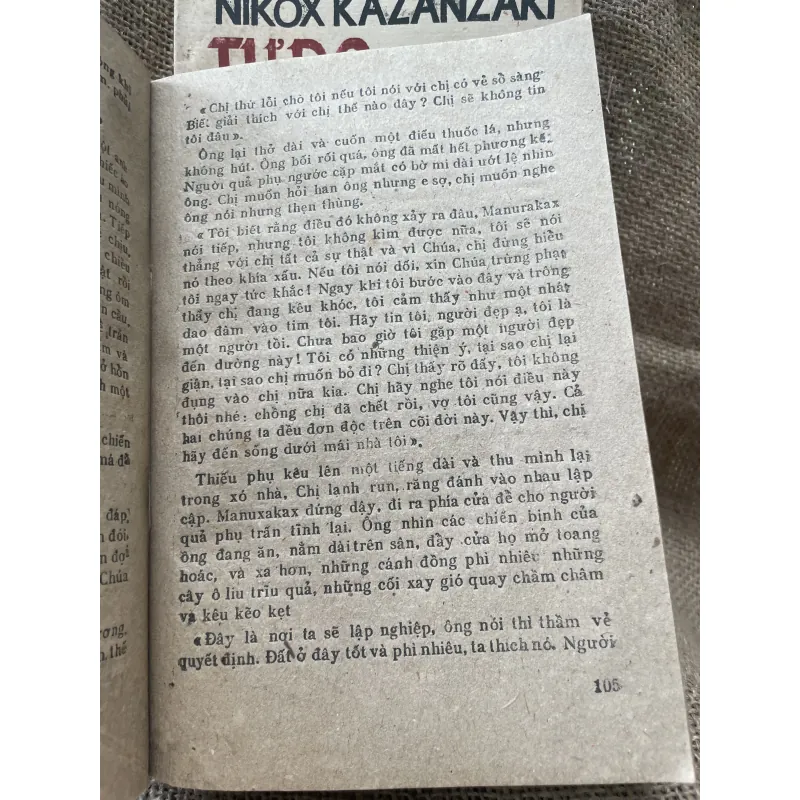 NIKOX KAZANZAKI
TỰ DO
« Chị thứ lỗi cho tôi nếu tôi nói với chị có vẻ sỗ sàng
Biết giải thích với chị thế nào dây? Chị sẽ không tin
tôi đâu ».
Ông lại thở dài và cuốn một điếu thuốc lá, nhưng
không hút. Ông bối rối quá, ông đã mất hết phương kế.
Người quả phụ ngước cặp mắt có bờ mi dài ướt lệ nhìn
ông. Chị muốn hỏi han ông nhưng e sợ, chị muốn nghe
ông nói nhưng thẹn thùng.
« Tôi biết rằng điều đó không xảy ra đâu, Manurakax
nói tiếp, nhưng tôi không kìm được nữa, tôi sẽ nói
thẳng với chị tất cả sự thật và vì Chúa, chị đừng hiểu
nó theo khía xấu. Nếu tôi nói dối, xin Chúa trừng phạt
tôi ngay tức khắc! Ngay khi tôi bước vào đây và trông
thấy chị đang kêu khóc, tôi cảm thấy như một nhát
dao đâm vào tim tôi. Hãy tin tôi, người đẹp ạ, tôi là
một người tồi. Chưa bao giờ tôi gặp một người đẹp
đến dường này! Tôi có những thiện ý, tại sao chị lại
giận, tại sao chị muốn bỏ đi? Chị thấy rõ đấy, tôi không
đụng vào chị nữa kia. Chị hãy nghe tôi nói điều này
thôi nhé: chồng chị đã chết rồi, vợ tôi cũng vậy. Cả
hai chúng ta đều đơn độc trên cõi đời này. Vậy thì, chị
hãy đến sống dưới mái nhà tôi ».
Thiếu phụ kêu lên một tiếng dài và thu mình lại
trong xó nhà. Chị lạnh run, răng đánh vào nhau lập
cập. Manuxakax đứng dậy, đi ra phía cửa để cho người
quả phụ trấn tĩnh lại. Ông nhìn các chiến binh của
ông đang ăn, nằm dài trên sân, đầy cửa họ mở toang
hoác, và xa hơn, những cánh đồng phì nhiêu những
cây ô liu trĩu quả, những cối xay gió quay chầm chậm
và kêu kẽo kẹt
«Đây là nơi ta sẽ lập nghiệp, ông nói thì thầm vẻ
quyết định. Đất ở đây tốt và phì nhiêu, ta thích nó. Người
105